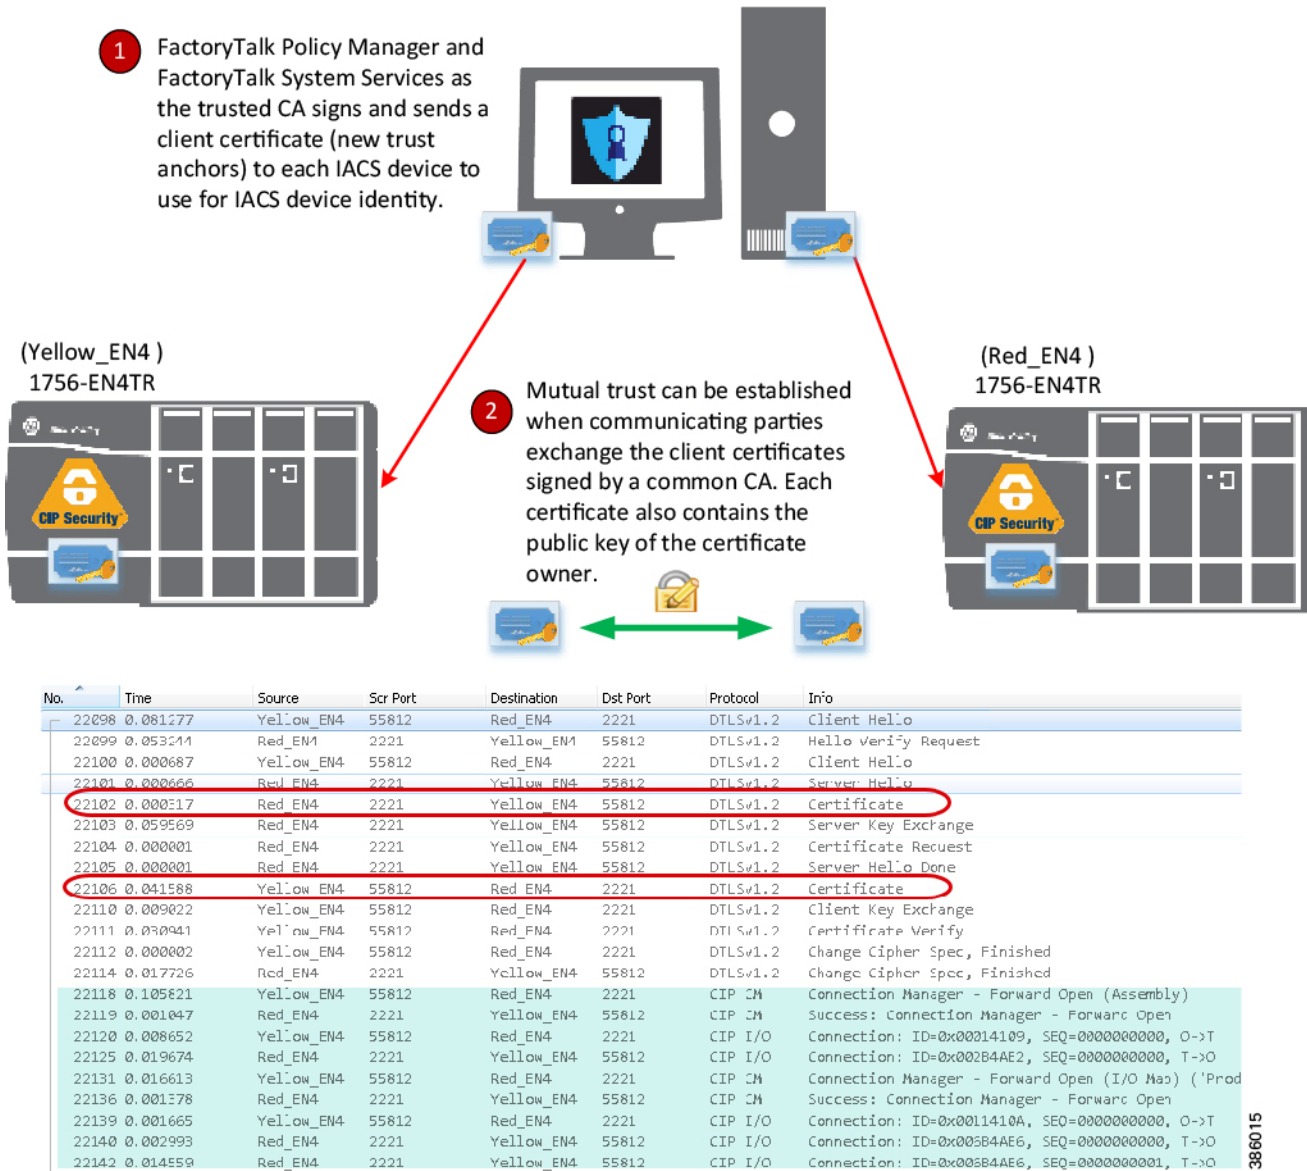 1
FactoryTalk Policy Manager and
FactoryTalk System Services as
the trusted CA signs and sends a
client certificate (new trust
anchors) to each IACS device to
use for IACS device identity.
(Yellow_EN4 )
1756-EN4TR
(Red_EN4 )
1756-EN4TR
2
Mutual trust can be established
when communicating parties
exchange the client certificates
signed by a common CA. Each
certificate also contains the
public key of the certificate
owner.
CIP Security
CIP Security
No. Time Source Scr Port Destination Dst Port Protocol Info
22098 0.081277 Yellow_EN4 55812 Red_EN4 2221 DTLSv1.2 Client Hello
22099 0.053244 Red_EN4 2221 Yellow_EN4 55812 DTLSv1.2 Hello Verify Request
22100 0.000687 Yellow_EN4 55812 Red_EN4 2221 DTLSv1.2 Client Hello
22101 0.000666 Red_EN4 2221 Yellow_EN4 55812 DTLSv1.2 Server Hello
22102 0.000317 Red_EN4 2221 Yellow_EN4 55812 DTLSv1.2 Certificate
22103 0.059569 Red_EN4 2221 Yellow_EN4 55812 DTLSv1.2 Server Key Exchange
22104 0.000001 Red_EN4 2221 Yellow_EN4 55812 DTLSv1.2 Certificate Request
22105 0.000001 Red_EN4 2221 Yellow_EN4 55812 DTLSv1.2 Server Hello Done
22106 0.041588 Yellow_EN4 55812 Red_EN4 2221 DTLSv1.2 Certificate
22110 0.009022 Yellow_EN4 55812 Red_EN4 2221 DTLSv1.2 Client Key Exchange
22111 0.030941 Yellow_EN4 55812 Red_EN4 2221 DTLSv1.2 Certificate Verify
22112 0.000002 Yellow_EN4 55812 Red_EN4 2221 DTLSv1.2 Change Cipher Spec, Finished
22114 0.017726 Red_EN4 2221 Yellow_EN4 55812 DTLSv1.2 Change Cipher Spec, Finished
22118 0.105821 Yellow_EN4 55812 Red_EN4 2221 CIP CM Connection Manager - Forward Open (Assembly)
22119 0.001047 Red_EN4 2221 Yellow_EN4 55812 CIP CM Success: Connection Manager - Forward Open
22120 0.008652 Yellow_EN4 55812 Red_EN4 2221 CIP I/O Connection: ID=0x00014109, SEQ=0000000000, O->T
22125 0.019674 Red_EN4 2221 Yellow_EN4 55812 CIP I/O Connection: ID=0x002B4AE2, SEQ=0000000000, T->O
22131 0.016613 Yellow_EN4 55812 Red_EN4 2221 CIP CM Connection Manager - Forward Open (I/O Map) ('Prod
22136 0.001378 Red_EN4 2221 Yellow_EN4 55812 CIP CM Success: Connection Manager - Forward Open
22139 0.001665 Yellow_EN4 55812 Red_EN4 2221 CIP I/O Connection: ID=0x0011410A, SEQ=0000000000, O->T
22140 0.002993 Red_EN4 2221 Yellow_EN4 55812 CIP I/O Connection: ID=0x006B4AE6, SEQ=0000000000, T->O
22142 0.014559 Red_EN4 2221 Yellow_EN4 55812 CIP I/O Connection: ID=0x006B4AE6, SEQ=0000000001, T->O
386015